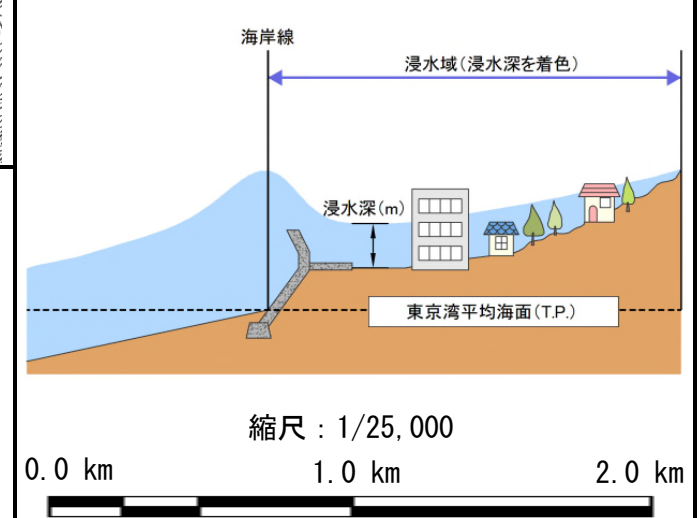 海岸線
浸水域(浸水深を着色)
浸水深(m)
東京湾平均海面(T.P.)
縮尺：1/25,000
0.0 km 1.0 km 2.0 km